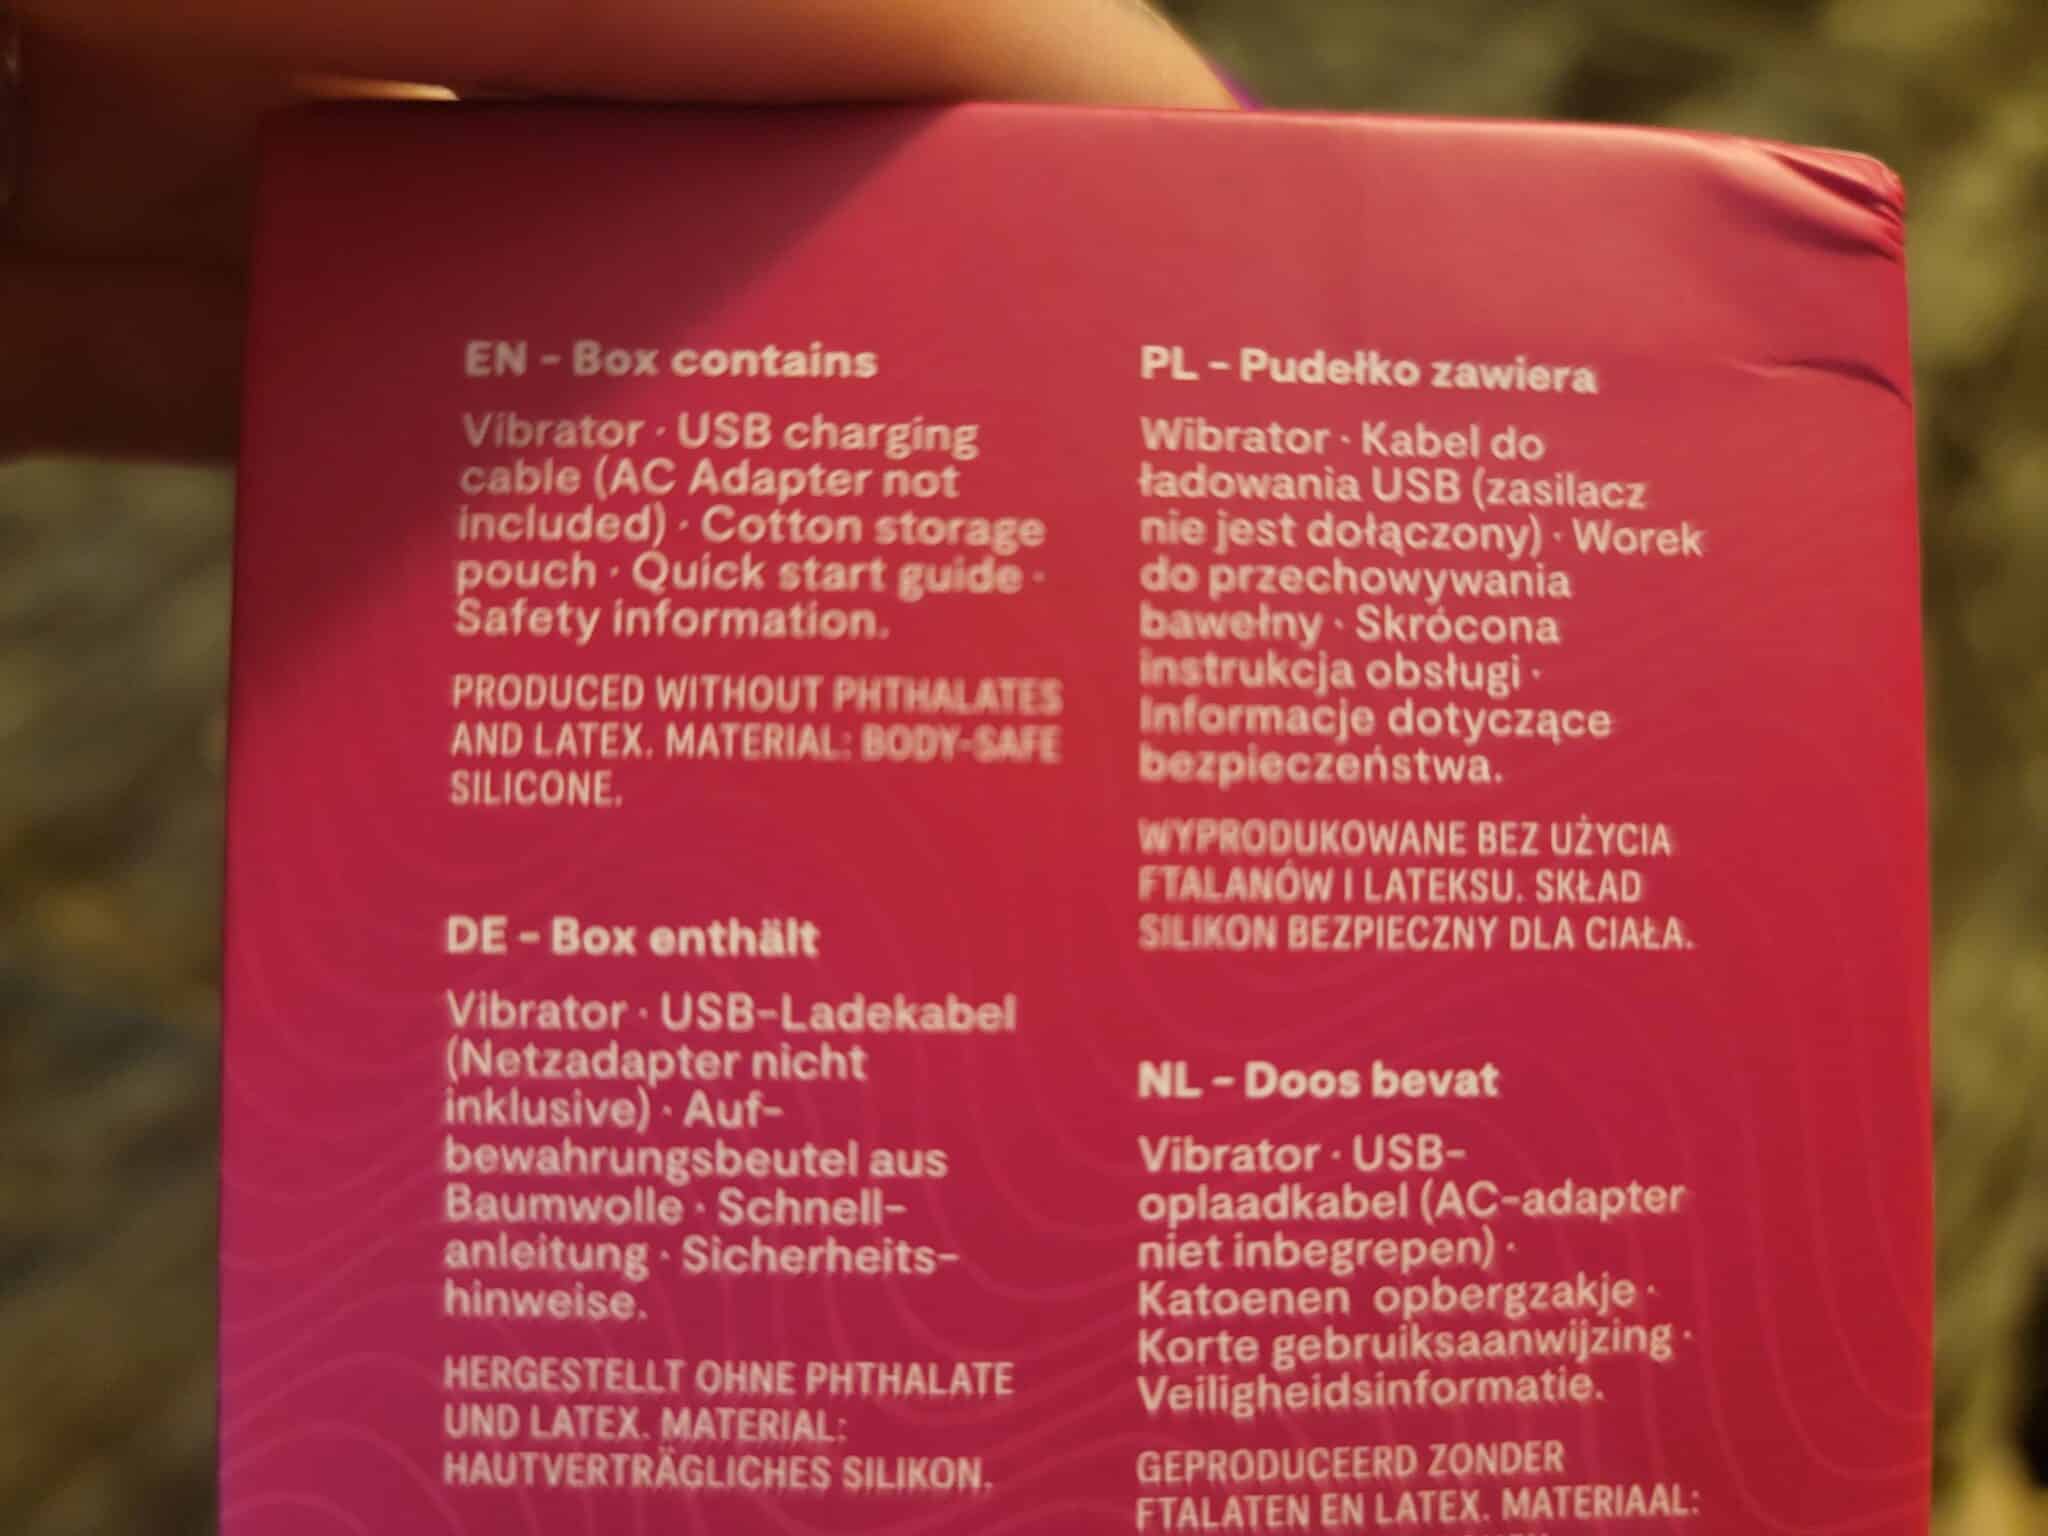 EN - Box contains
Vibrator · USB charging
cable (AC Adapter not
included) · Cotton storage
pouch · Quick start guide ·
Safety information.
PRODUCED WITHOUT PHTHALATES
AND LATEX. MATERIAL: BODY-SAFE
SILICONE.
DE - Box enthält
Vibrator · USB-Ladekabel
(Netzadapter nicht
inklusive) · Auf-
bewahrungsbeutel aus
Baumwolle · Schnell-
anleitung · Sicherheits-
hinweise.
HERGESTELLT OHNE PHTHALATE
UND LATEX. MATERIAL:
HAUTVERTRÄGLICHES SILIKON.
PL - Pudełko zawiera
Wibrator · Kabel do
ładowania USB (zasilacz
nie jest dołączony) · Worek
do przechowywania
bawełny · Skrócona
instrukcja obsługi ·
Informacje dotyczące
bezpieczeństwa.
WYPRODUKOWANE BEZ UŻYCIA
FTALANÓW I LATEKSU. SKŁAD
SILIKON BEZPIECZNY DLA CIAŁA.
NL - Doos bevat
Vibrator · USB-
oplaadkabel (AC-adapter
niet inbegrepen) ·
Katoenen opbergzakje ·
Korte gebruiksaanwijzing ·
Veiligheidsinformatie.
GEPRODUCEERD ZONDER
FTALATEN EN LATEX. MATERIAAL: